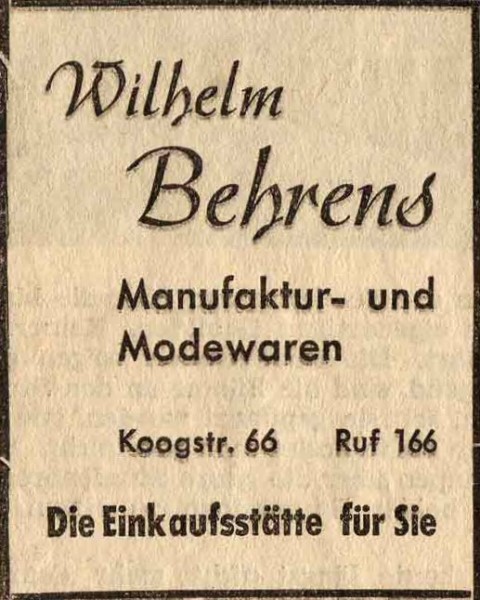 Wilhelm
Behrens
Manufaktur- und
Modewaren
Koogstr. 66 Ruf 166
Die Einkaufsstätte für Sie